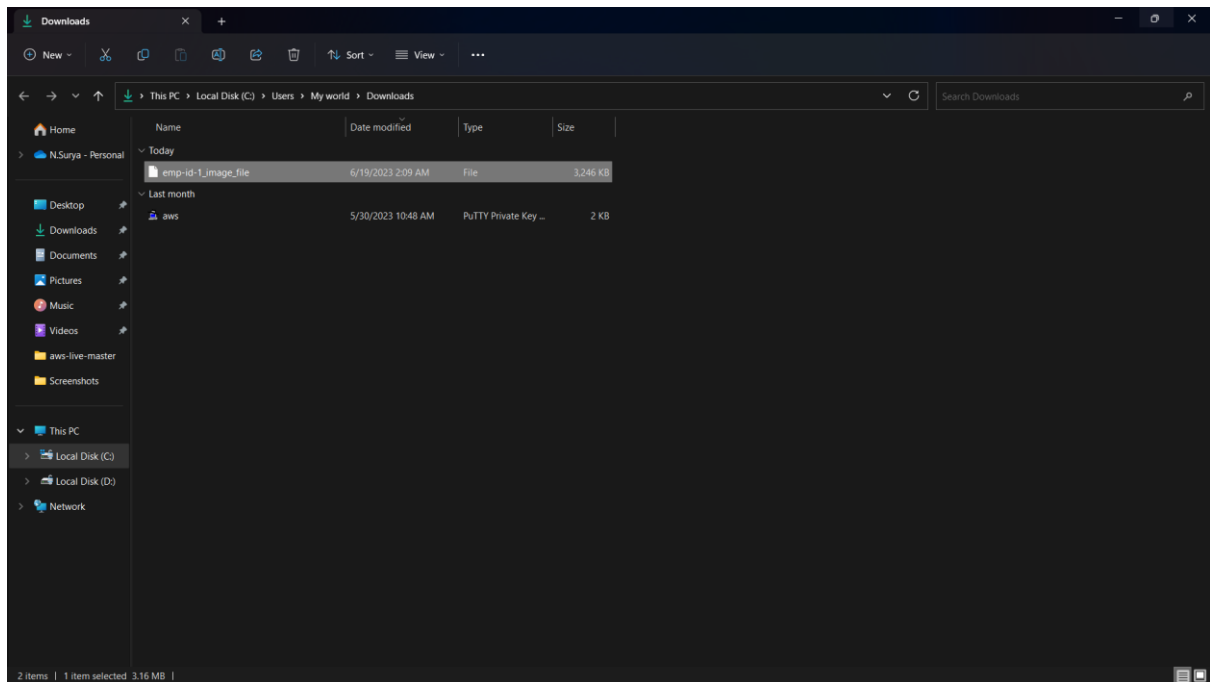 Downloads
New Sort View
This PC Local Disk (C:) Users My world Downloads Search Downloads
Home
N.Surya - Personal
Desktop
Downloads
Documents
Pictures
Music
Videos
aws-live-master
Screenshots
This PC
Local Disk (C:)
Local Disk (D:)
Network
Name Date modified Type Size
Today
emp-id-1_image_file 6/19/2023 2:09 AM File 3,246 KB
Last month
aws 5/30/2023 10:48 AM PuTTY Private Key ... 2 KB
2 items | 1 item selected 3.16 MB |